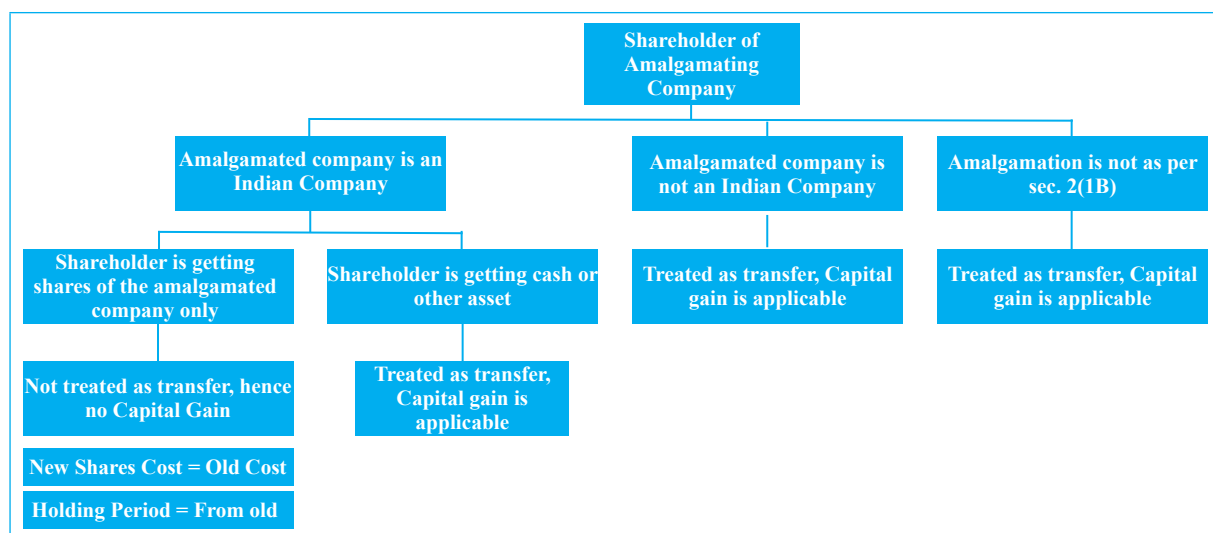 Shareholder of
Amalgamating
Company
Amalgamated company is an
Indian Company
Amalgamated company is
not an Indian Company
Amalgamation is not as per
sec. 2(1B)
Shareholder is getting
shares of the amalgamated
company only
Shareholder is getting cash or
other asset
Treated as transfer, Capital
gain is applicable
Treated as transfer, Capital
gain is applicable
Not treated as transfer, hence
no Capital Gain
Treated as transfer,
Capital gain is
applicable
New Shares Cost = Old Cost
Holding Period = From old